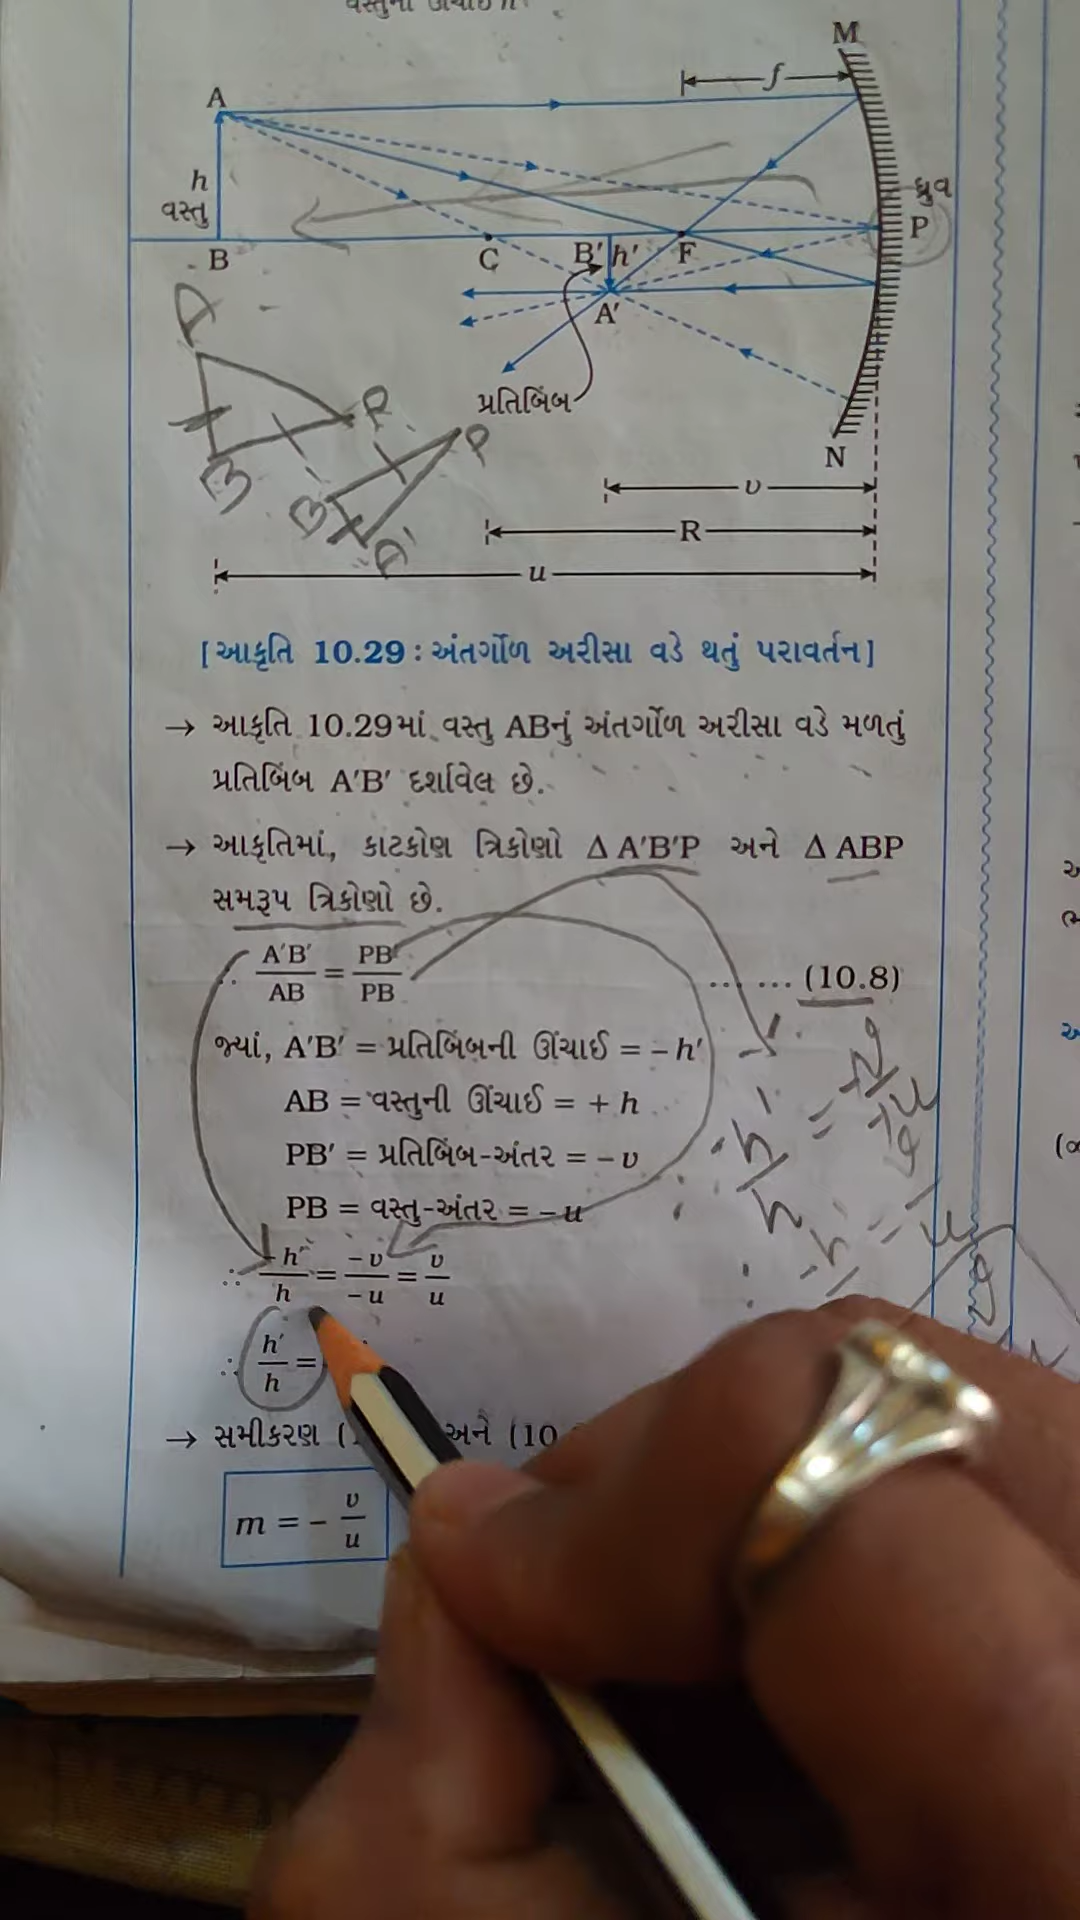 M
f
A
h
વસ્તુ
ધ્રુવ
P
B
C
B′ h′
F
A′
પ્રતિબિંબ
N
υ
R
u
A
B
P
P
B
A′
[આકૃતિ 10.29 : અંતર્ગોળ અરીસા વડે થતું પરાવર્તન]
→ આકૃતિ 10.29માં વસ્તુ ABનું અંતર્ગોળ અરીસા વડે મળતું
પ્રતિબિંબ A′B′ દર્શાવેલ છે.
→ આકૃતિમાં, કાટકોણ ત્રિકોણો Δ A′B′P અને Δ ABP
સમરૂપ ત્રિકોણો છે.
∴ A′B′/AB = PB′/PB ...... (10.8)
જ્યાં, A′B′ = પ્રતિબિંબની ઊંચાઈ = – h′
AB = વસ્તુની ઊંચાઈ = + h
PB′ = પ્રતિબિંબ-અંતર = – υ
PB = વસ્તુ-અંતર = – u
∴ – h′/h = – υ/– u = υ/u
∴ h′/h =
→ સમીકરણ ( અને (10
m = – υ/u